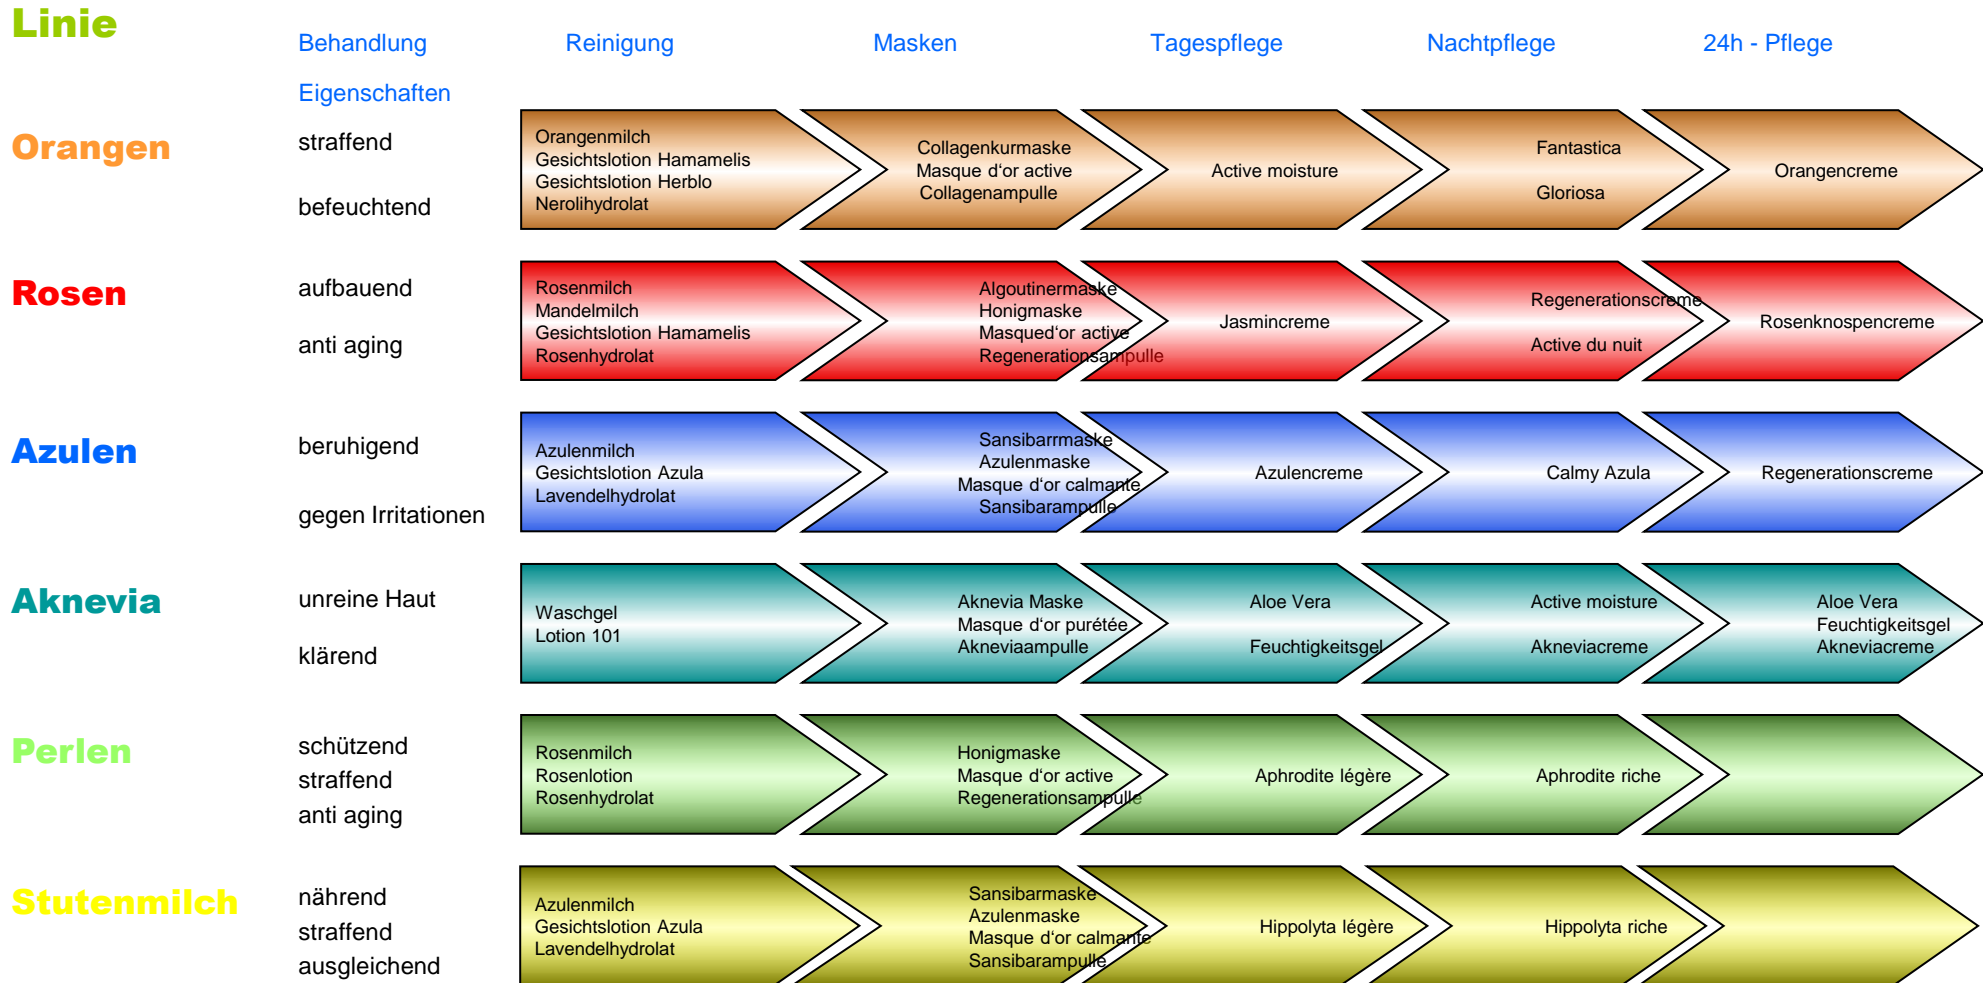 Linie
Behandlung Reinigung Masken Tagespflege Nachtpflege 24h - Pflege
Eigenschaften
Orangen
straffend
befeuchtend
Orangenmilch
Gesichtslotion Hamamelis
Gesichtslotion Herblo
Nerolihydrolat
Collagenkurmaske
Masque d‘or active
Collagenampulle
Active moisture
Fantastica
Gloriosa
Orangencreme
Rosen
aufbauend
anti aging
Rosenmilch
Mandelmilch
Gesichtslotion Hamamelis
Rosenhydrolat
Algoutinermaske
Honigmaske
Masqued‘or active
Regenerationsampulle
Jasmincreme
Regenerationscreme
Active du nuit
Rosenknospencreme
Azulen
beruhigend
gegen Irritationen
Azulenmilch
Gesichtslotion Azula
Lavendelhydrolat
Sansibarrmaske
Azulenmaske
Masque d‘or calmante
Sansibarampulle
Azulencreme
Calmy Azula
Regenerationscreme
Aknevia
unreine Haut
klärend
Waschgel
Lotion 101
Aknevia Maske
Masque d‘or purétée
Akneviaampulle
Aloe Vera
Feuchtigkeitsgel
Active moisture
Akneviacreme
Aloe Vera
Feuchtigkeitsgel
Akneviacreme
Perlen
schützend
straffend
anti aging
Rosenmilch
Rosenlotion
Rosenhydrolat
Honigmaske
Masque d‘or active
Regenerationsampulle
Aphrodite légère
Aphrodite riche
Stutenmilch
nährend
straffend
ausgleichend
Azulenmilch
Gesichtslotion Azula
Lavendelhydrolat
Sansibarmaske
Azulenmaske
Masque d‘or calmante
Sansibarampulle
Hippolyta légère
Hippolyta riche